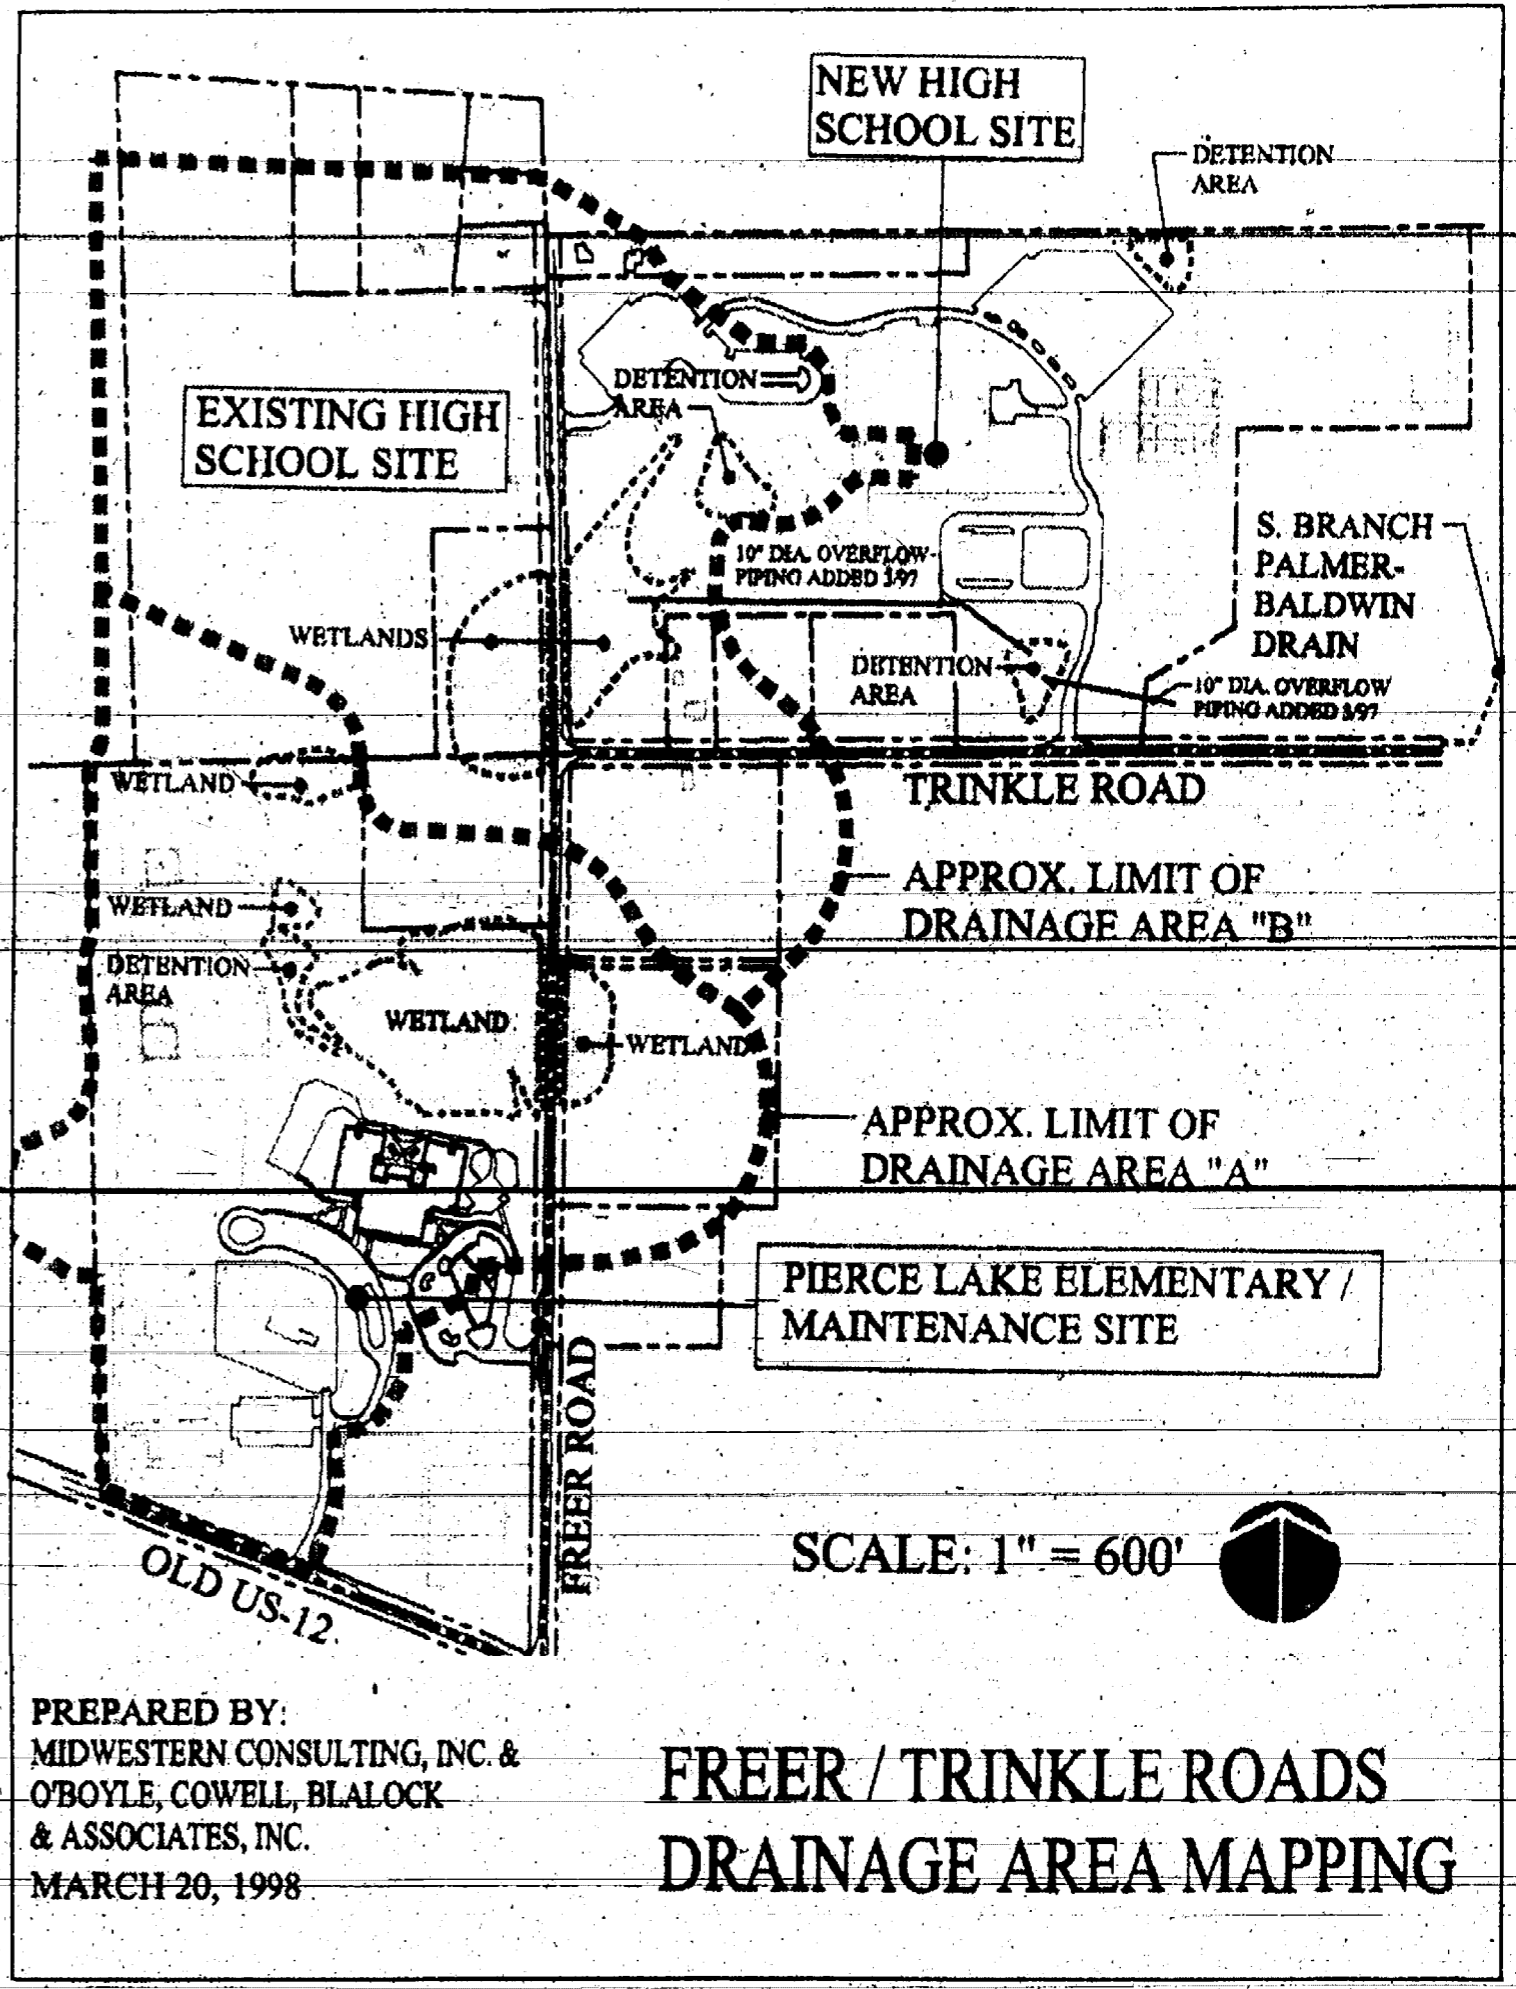 NEW HIGH
SCHOOL SITE
DETENTION
AREA
EXISTING HIGH
SCHOOL SITE
DETENTION
AREA
10" DIA. OVERFLOW
PIPING ADDED 3/97
S. BRANCH
PALMER-
BALDWIN
DRAIN
WETLANDS
DETENTION
AREA
10" DIA. OVERFLOW
PIPING ADDED 3/97
WETLAND
TRINKLE ROAD
APPROX. LIMIT OF
DRAINAGE AREA "B"
WETLAND
DETENTION
AREA
WETLAND
WETLAND
APPROX. LIMIT OF
DRAINAGE AREA "A"
PIERCE LAKE ELEMENTARY /
MAINTENANCE SITE
FREER ROAD
SCALE: 1" = 600'
OLD US-12
PREPARED BY:
MIDWESTERN CONSULTING, INC. &
O'BOYLE, COWELL, BLALOCK
& ASSOCIATES, INC.
MARCH 20, 1998
FREER / TRINKLE ROADS
DRAINAGE AREA MAPPING